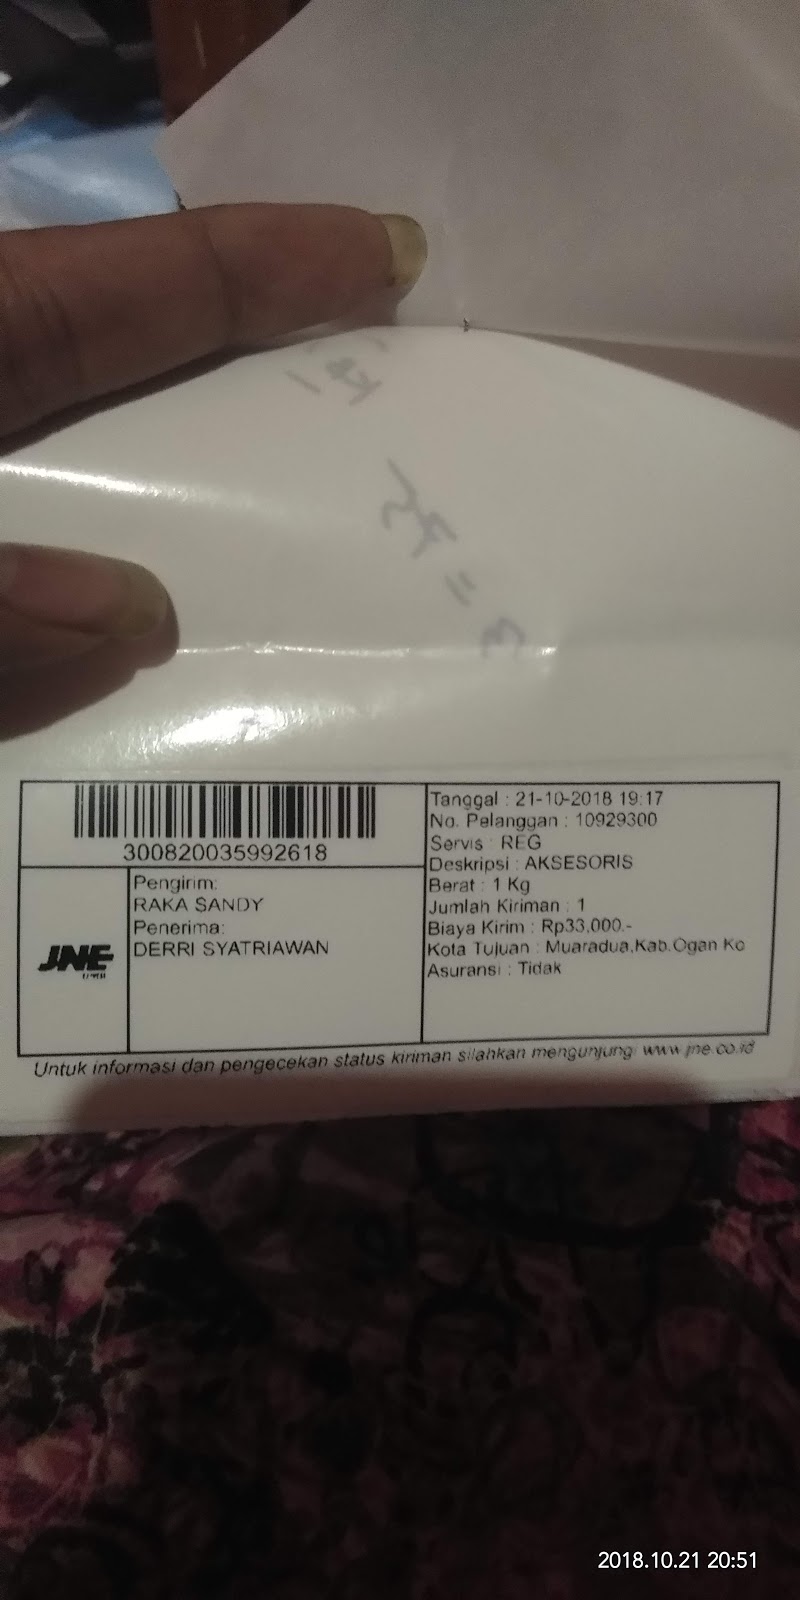 300820035992618
Pengirim:
RAKA SANDY
Penerima:
DERRI SYATRIAWAN
JNE
Tanggal : 21-10-2018 19:17
No. Pelanggan : 10929300
Servis : REG
Deskripsi : AKSESORIS
Berat : 1 Kg
Jumlah Kiriman : 1
Biaya Kirim : Rp33,000.-
Kota Tujuan : Muaradua,Kab.Ogan Ko
Asuransi : Tidak
Untuk informasi dan pengecekan status kiriman silahkan mengunjungi www.jne.co.id
2018.10.21 20:51